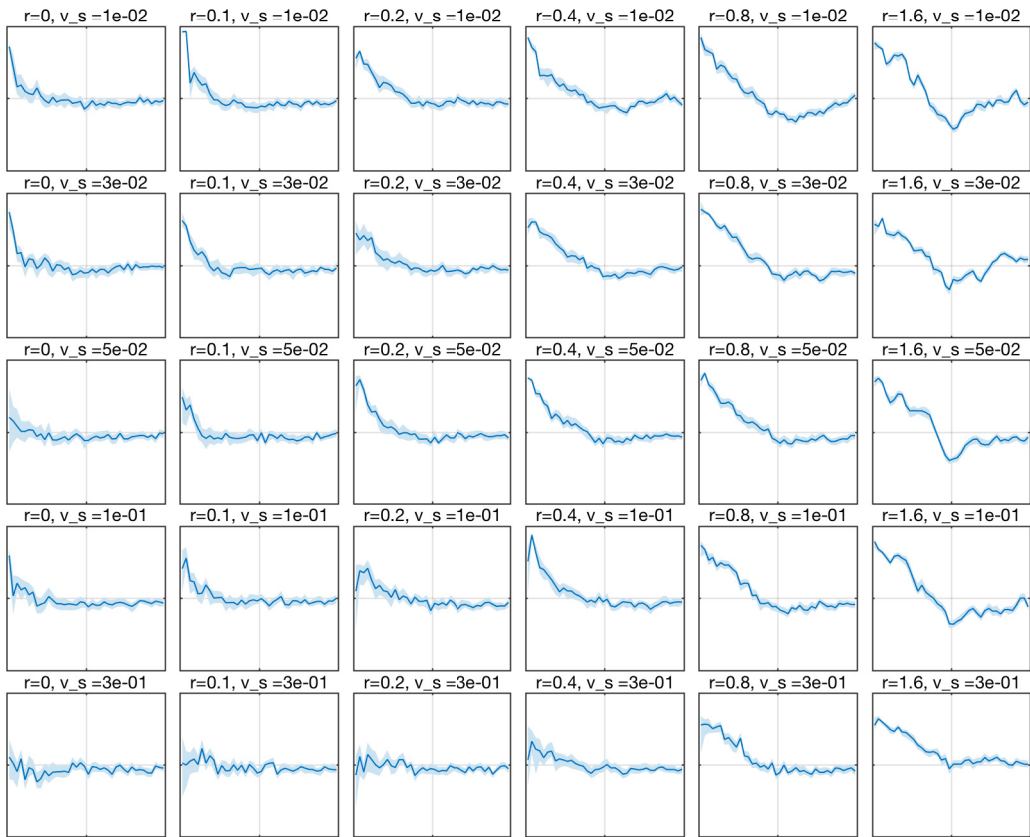 r=0, v_s =1e-02 r=0.1, v_s =1e-02 r=0.2, v_s =1e-02 r=0.4, v_s =1e-02 r=0.8, v_s =1e-02 r=1.6, v_s =1e-02
r=0, v_s =3e-02 r=0.1, v_s =3e-02 r=0.2, v_s =3e-02 r=0.4, v_s =3e-02 r=0.8, v_s =3e-02 r=1.6, v_s =3e-02
r=0, v_s =5e-02 r=0.1, v_s =5e-02 r=0.2, v_s =5e-02 r=0.4, v_s =5e-02 r=0.8, v_s =5e-02 r=1.6, v_s =5e-02
r=0, v_s =1e-01 r=0.1, v_s =1e-01 r=0.2, v_s =1e-01 r=0.4, v_s =1e-01 r=0.8, v_s =1e-01 r=1.6, v_s =1e-01
r=0, v_s =3e-01 r=0.1, v_s =3e-01 r=0.2, v_s =3e-01 r=0.4, v_s =3e-01 r=0.8, v_s =3e-01 r=1.6, v_s =3e-01